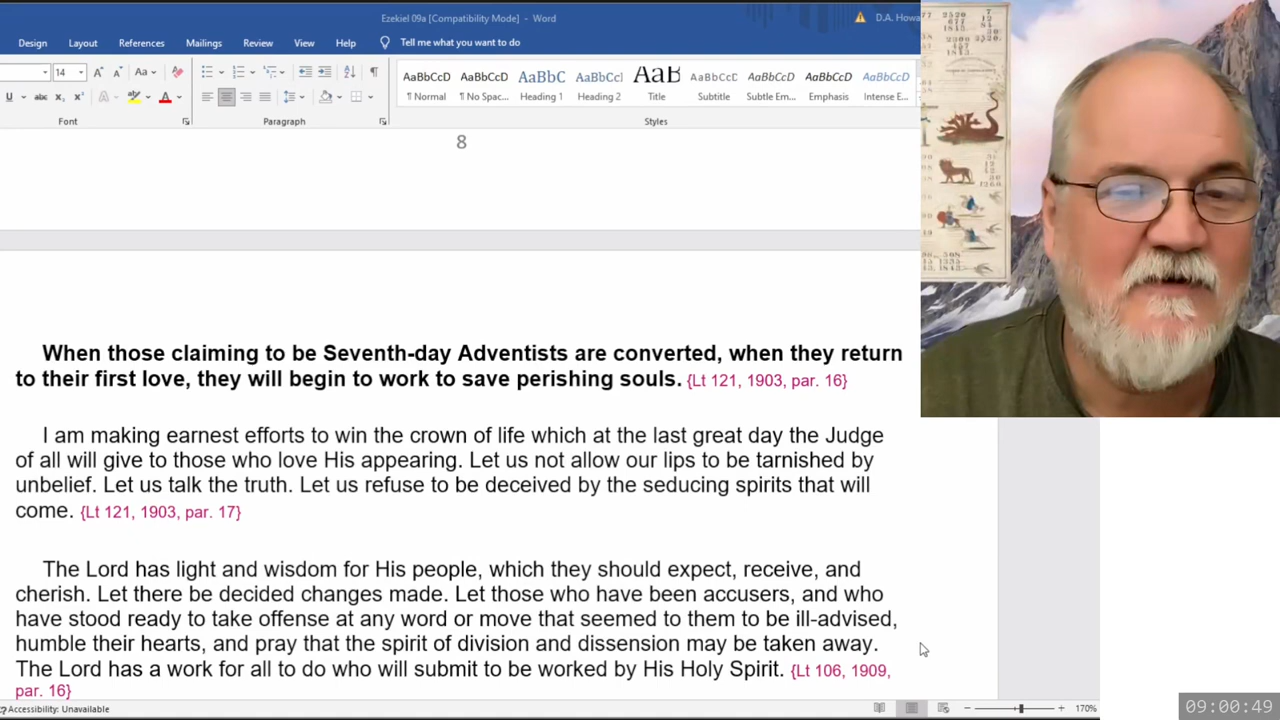 Ezekiel 09a [Compatibility Mode] - Word
D.A. Howa
Design Layout References Mailings Review View Help Tell me what you want to do
14 Aa
AaBbCcD AaBbCcD AaBbC AaBbCcl AaB AaBbCcD AaBbCcD AaBbCcD AaBbCcD
¶ Normal ¶ No Spac... Heading 1 Heading 2 Title Subtitle Subtle Em... Emphasis Intense E...
Font Paragraph Styles
8
When those claiming to be Seventh-day Adventists are converted, when they return
to their first love, they will begin to work to save perishing souls. {Lt 121, 1903, par. 16}
I am making earnest efforts to win the crown of life which at the last great day the Judge
of all will give to those who love His appearing. Let us not allow our lips to be tarnished by
unbelief. Let us talk the truth. Let us refuse to be deceived by the seducing spirits that will
come. {Lt 121, 1903, par. 17}
The Lord has light and wisdom for His people, which they should expect, receive, and
cherish. Let there be decided changes made. Let those who have been accusers, and who
have stood ready to take offense at any word or move that seemed to them to be ill-advised,
humble their hearts, and pray that the spirit of division and dissension may be taken away.
The Lord has a work for all to do who will submit to be worked by His Holy Spirit. {Lt 106, 1909,
par. 16}
Accessibility: Unavailable
170%
09:00:49